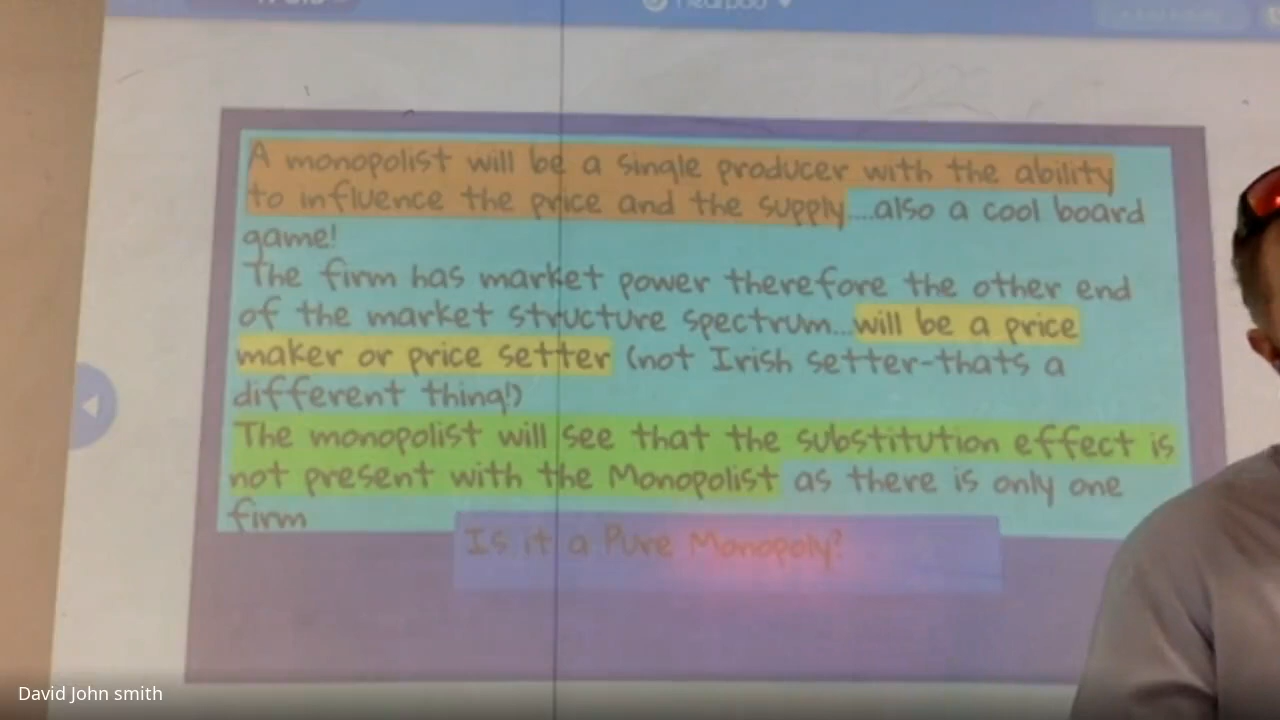 nearpod
A monopolist will be a single producer with the ability
to influence the price and the supply....also a cool board
game!
The firm has market power therefore the other end
of the market structure spectrum...will be a price
maker or price setter (not Irish setter-thats a
different thing!)
The monopolist will see that the substitution effect is
not present with the Monopolist as there is only one
firm
Is it a Pure Monopoly?
David John smith